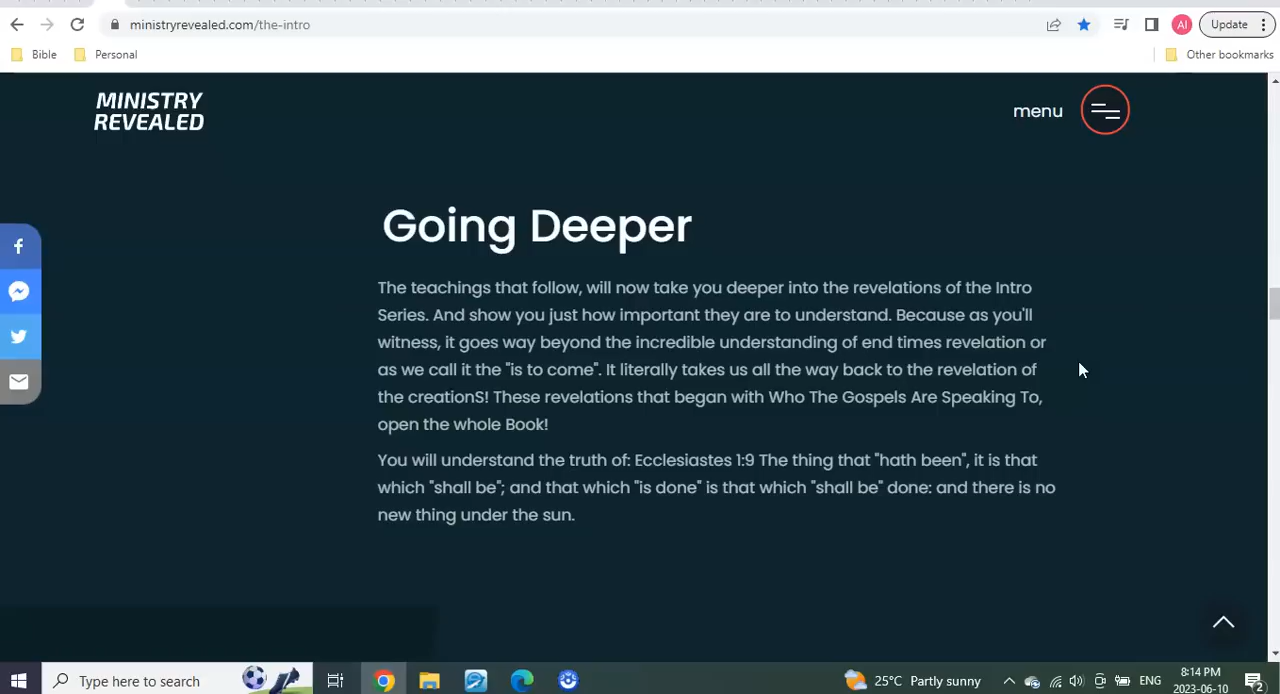 ministryrevealed.com/the-intro
AI
Update
Bible
Personal
Other bookmarks
MINISTRY
REVEALED
menu
Going Deeper
The teachings that follow, will now take you deeper into the revelations of the Intro
Series. And show you just how important they are to understand. Because as you'll
witness, it goes way beyond the incredible understanding of end times revelation or
as we call it the "is to come". It literally takes us all the way back to the revelation of
the creationS! These revelations that began with Who The Gospels Are Speaking To,
open the whole Book!
You will understand the truth of: Ecclesiastes 1:9 The thing that "hath been", it is that
which "shall be"; and that which "is done" is that which "shall be" done: and there is no
new thing under the sun.
Type here to search
25°C Partly sunny
ENG
8:14 PM
2023-06-10
2